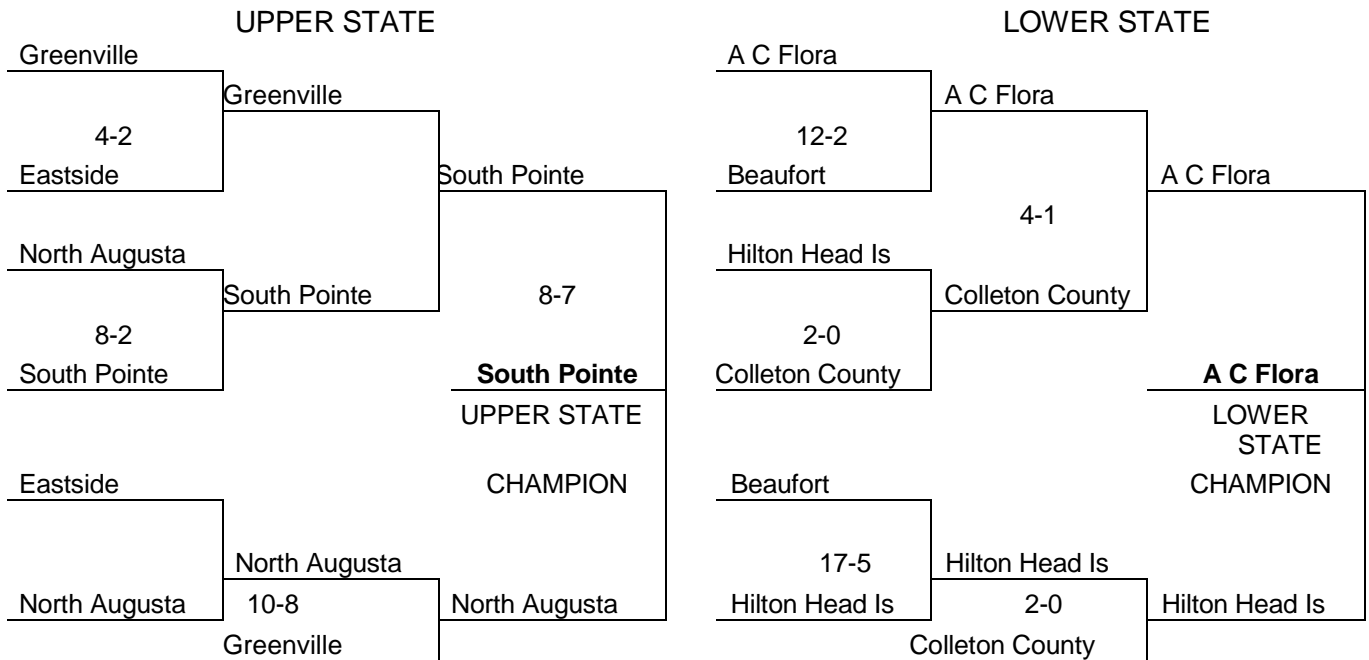 UPPER STATE
Greenville
Greenville
4-2
Eastside
South Pointe
North Augusta
South Pointe
8-7
8-2
South Pointe
South Pointe
UPPER STATE
CHAMPION
Eastside
North Augusta
North Augusta
10-8
North Augusta
Greenville
LOWER STATE
A C Flora
A C Flora
12-2
Beaufort
A C Flora
4-1
Hilton Head Is
Colleton County
2-0
Colleton County
A C Flora
LOWER
STATE
CHAMPION
Beaufort
17-5
Hilton Head Is
Hilton Head Is
2-0
Hilton Head Is
Colleton County